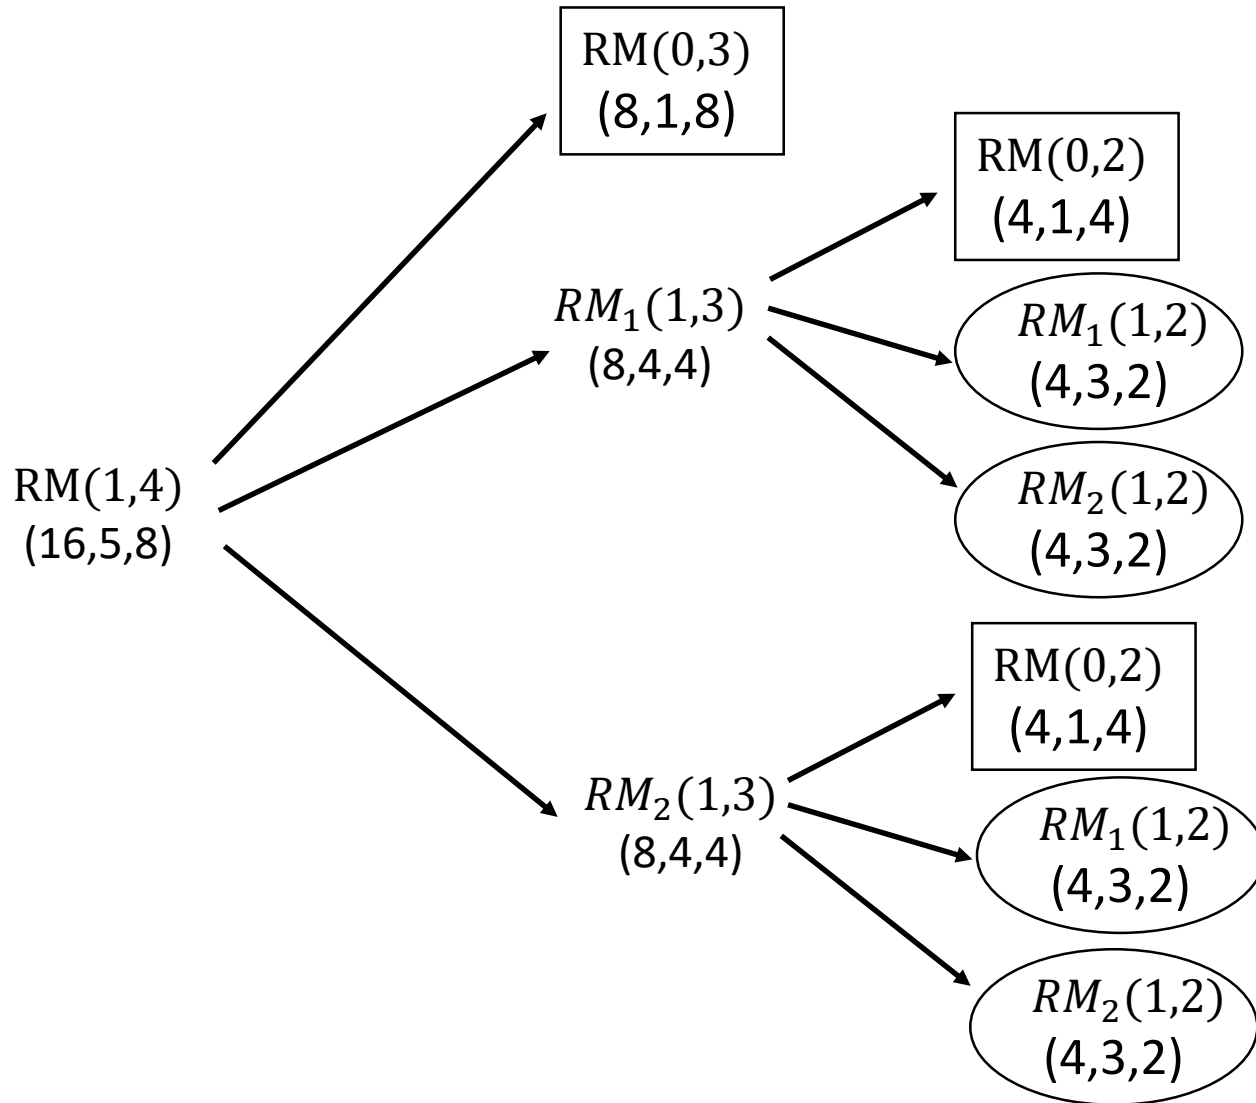 RM(0,3)
(8,1,8)
RM(0,2)
(4,1,4)
RM₁(1,3)
(8,4,4)
RM₁(1,2)
(4,3,2)
RM₂(1,2)
(4,3,2)
RM(1,4)
(16,5,8)
RM(0,2)
(4,1,4)
RM₂(1,3)
(8,4,4)
RM₁(1,2)
(4,3,2)
RM₂(1,2)
(4,3,2)